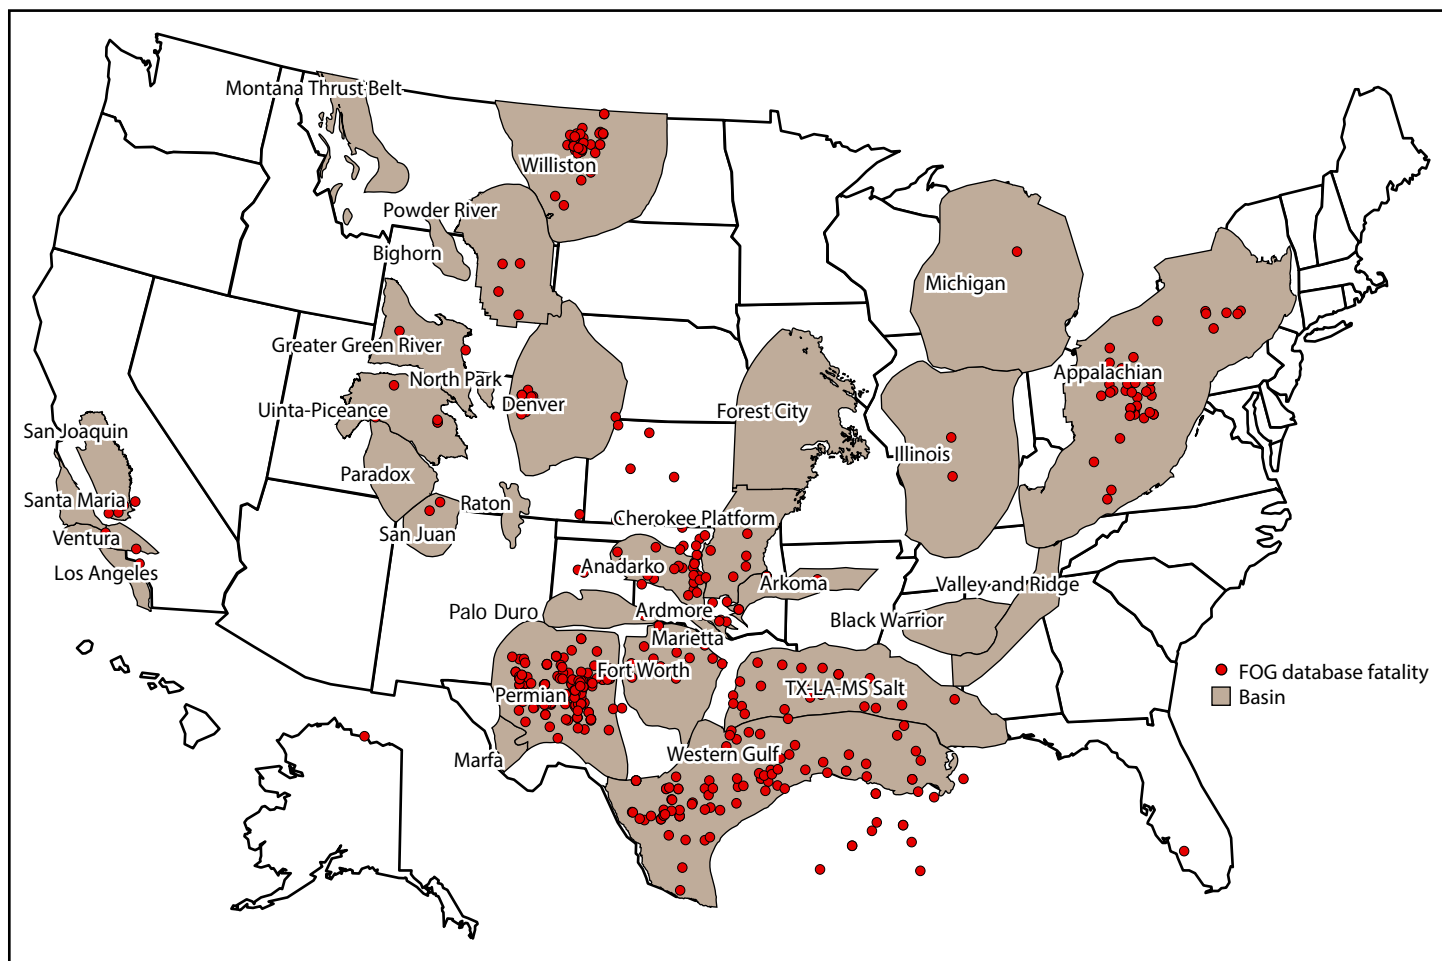 Montana Thrust Belt
Williston
Powder River
Bighorn
Michigan
Greater Green River
North Park
Appalachian
Uinta-Piceance
Denver
Forest City
San Joaquin
Illinois
Paradox
Santa Maria
Raton
Cherokee Platform
San Juan
Ventura
Anadarko
Los Angeles
Arkoma
Valley and Ridge
Palo Duro
Ardmore
Black Warrior
Marietta
Fort Worth
FOG database fatality
Permian
TX-LA-MS Salt
Basin
Western Gulf
Marfa